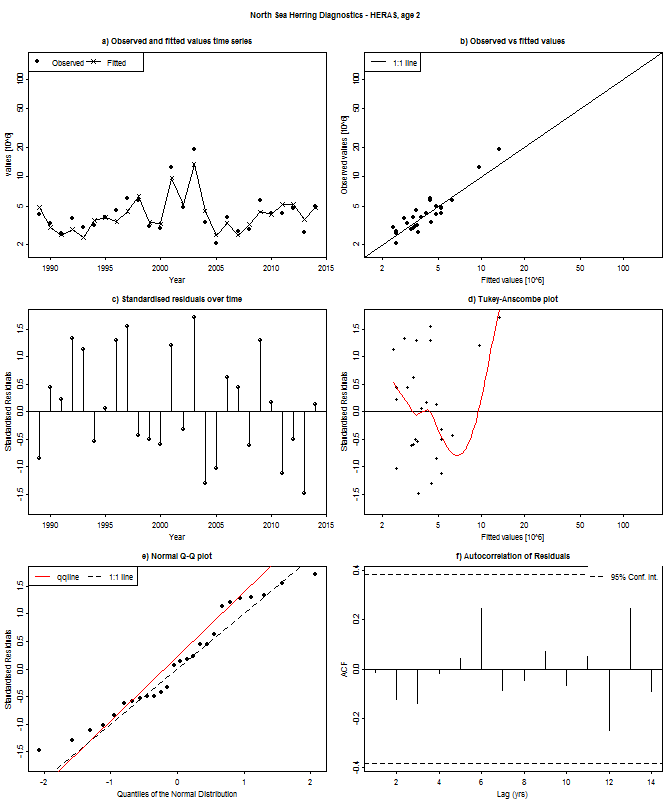 North Sea Herring Diagnostics - HERAS, age 2
a) Observed and fitted values time series
values [10^6]
2 5 10 20 50 100
Observed Fitted
1990 1995 2000 2005 2010 2015
Year
b) Observed vs fitted values
Observed values [10^6]
2 5 10 20 50 100
1:1 line
2 5 10 20 50 100
Fitted values [10^6]
c) Standardised residuals over time
Standardised Residuals
-1.5 -1.0 -0.5 0.0 0.5 1.0 1.5
1990 1995 2000 2005 2010 2015
Year
d) Tukey-Anscombe plot
Standardised Residuals
-1.5 -1.0 -0.5 0.0 0.5 1.0 1.5
2 5 10 20 50 100
Fitted values [10^6]
e) Normal Q-Q plot
Standardised Residuals
-1.5 -1.0 -0.5 0.0 0.5 1.0 1.5
qqline 1:1 line
-2 -1 0 1 2
Quantiles of the Normal Distribution
f) Autocorrelation of Residuals
ACF
-0.4 -0.2 0.0 0.2 0.4
95% Conf. Int.
2 4 6 8 10 12 14
Lag (yrs)